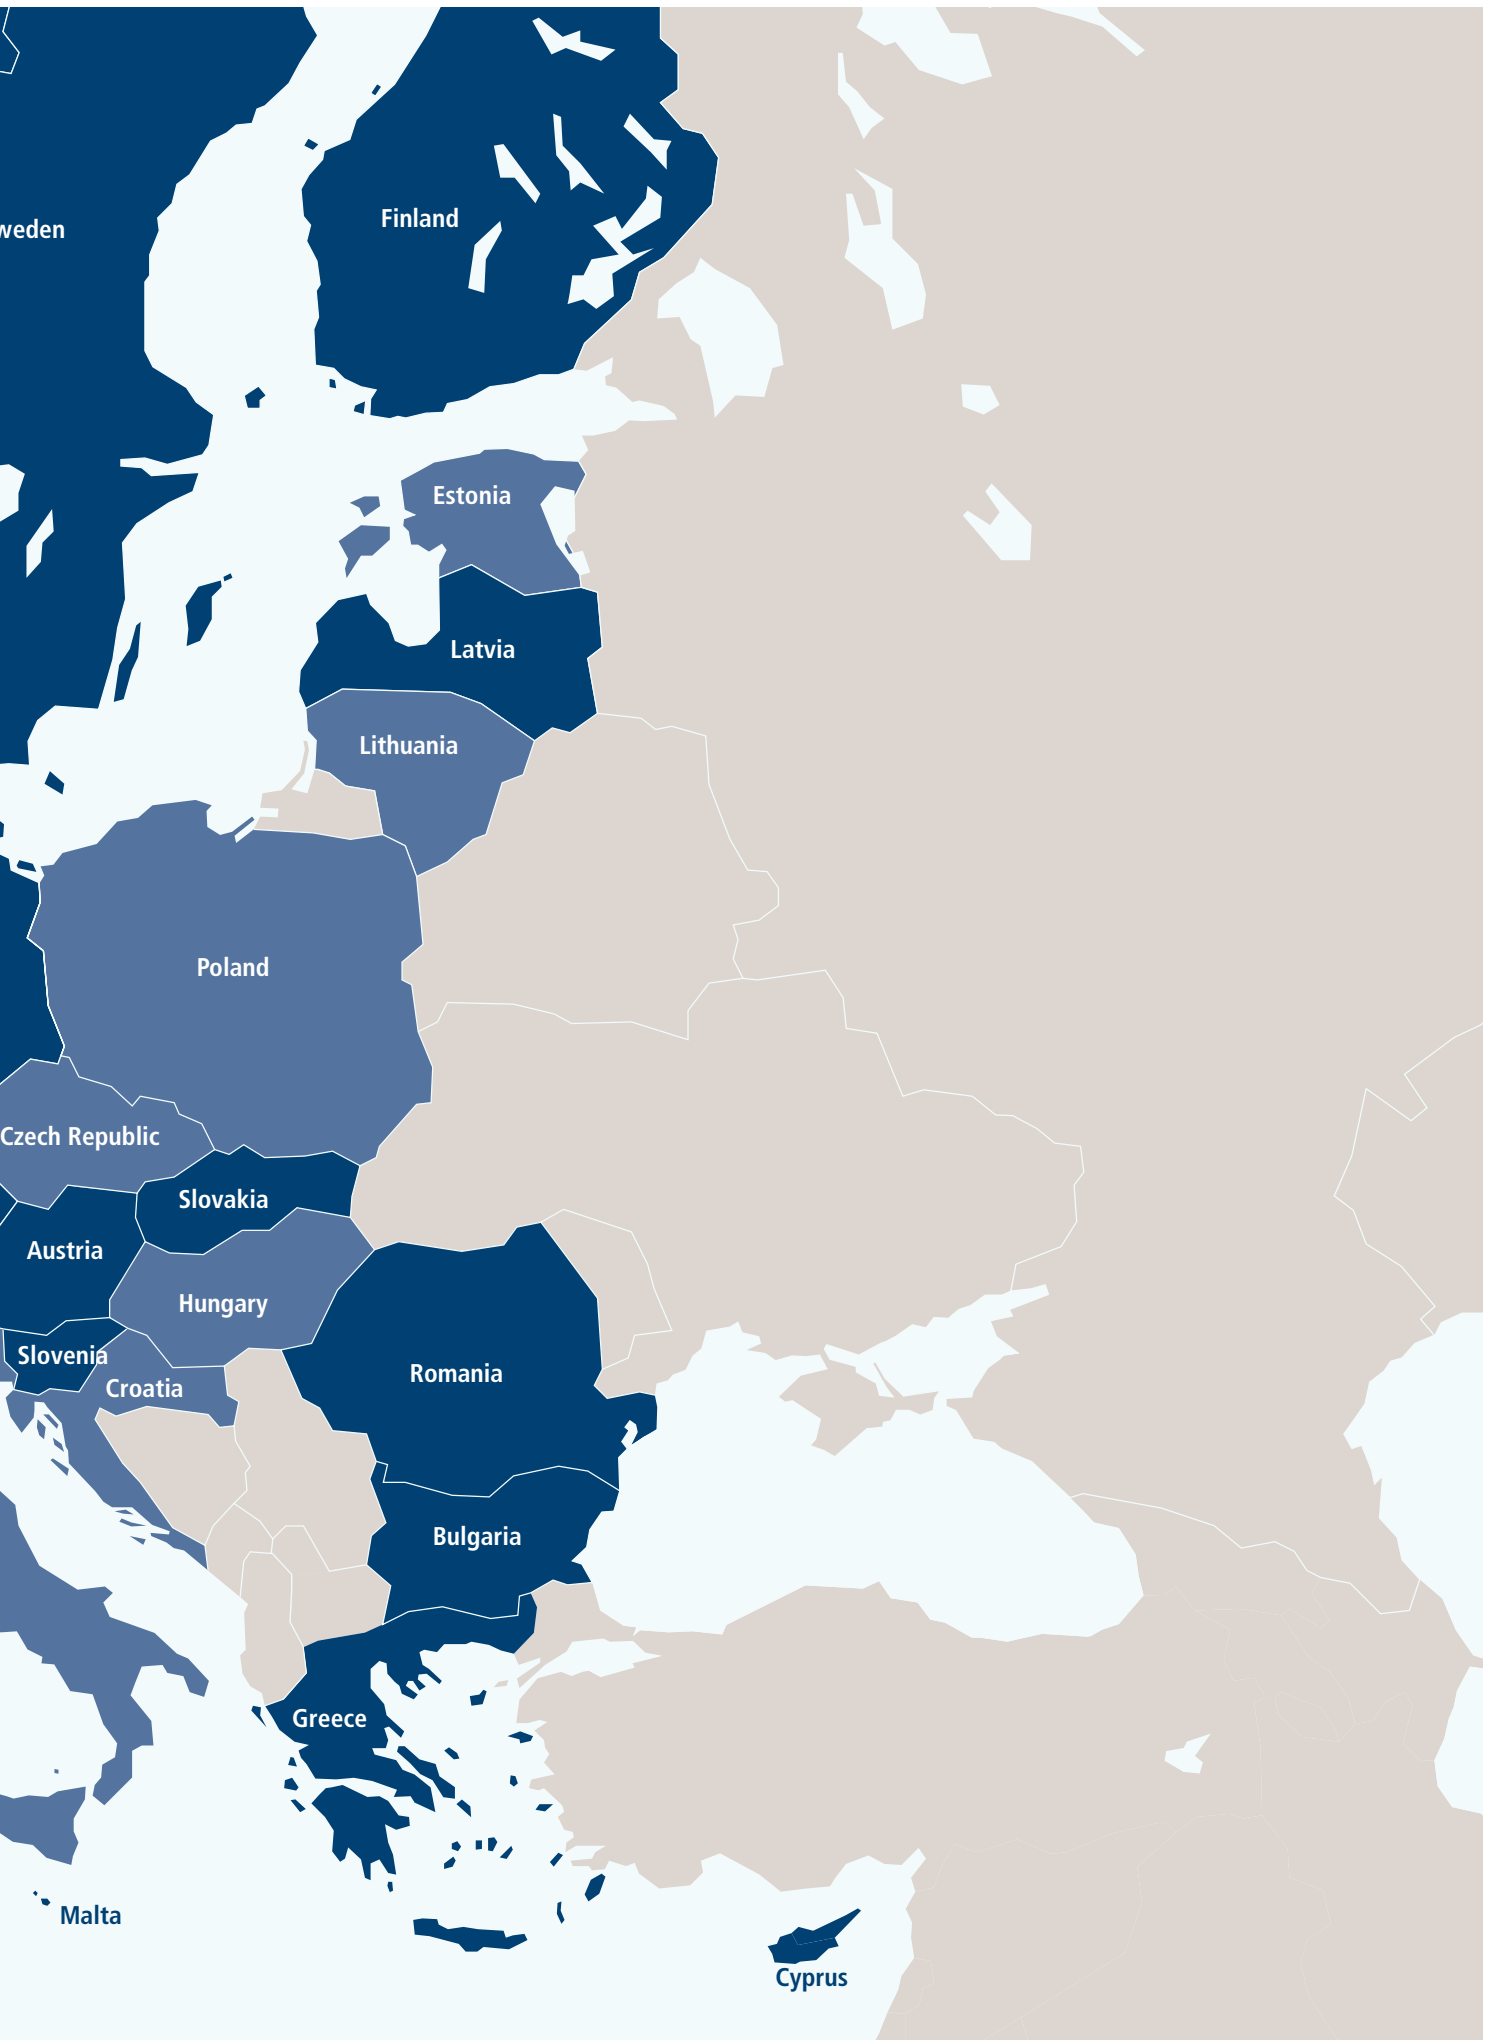 Finland
weden
Estonia
Latvia
Lithuania
Poland
Czech Republic
Slovakia
Austria
Hungary
Slovenia
Romania
Croatia
Bulgaria
Greece
Malta
Cyprus